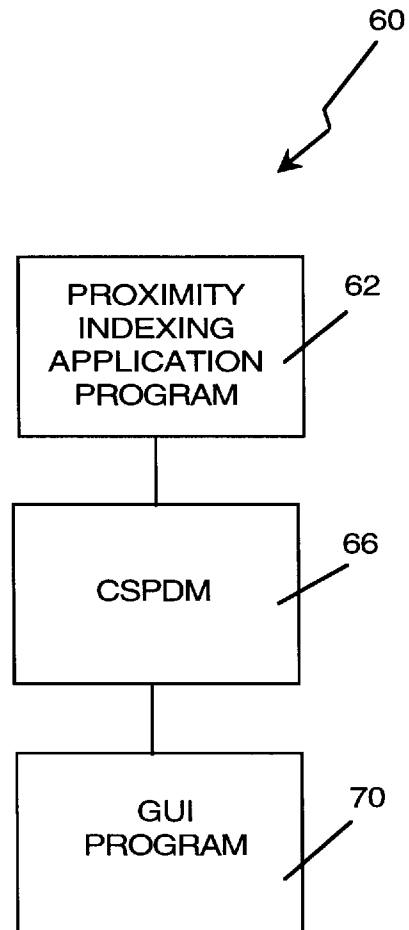 60
PROXIMITY
INDEXING
APPLICATION
PROGRAM
62
CSPDM
66
GUI
PROGRAM
70